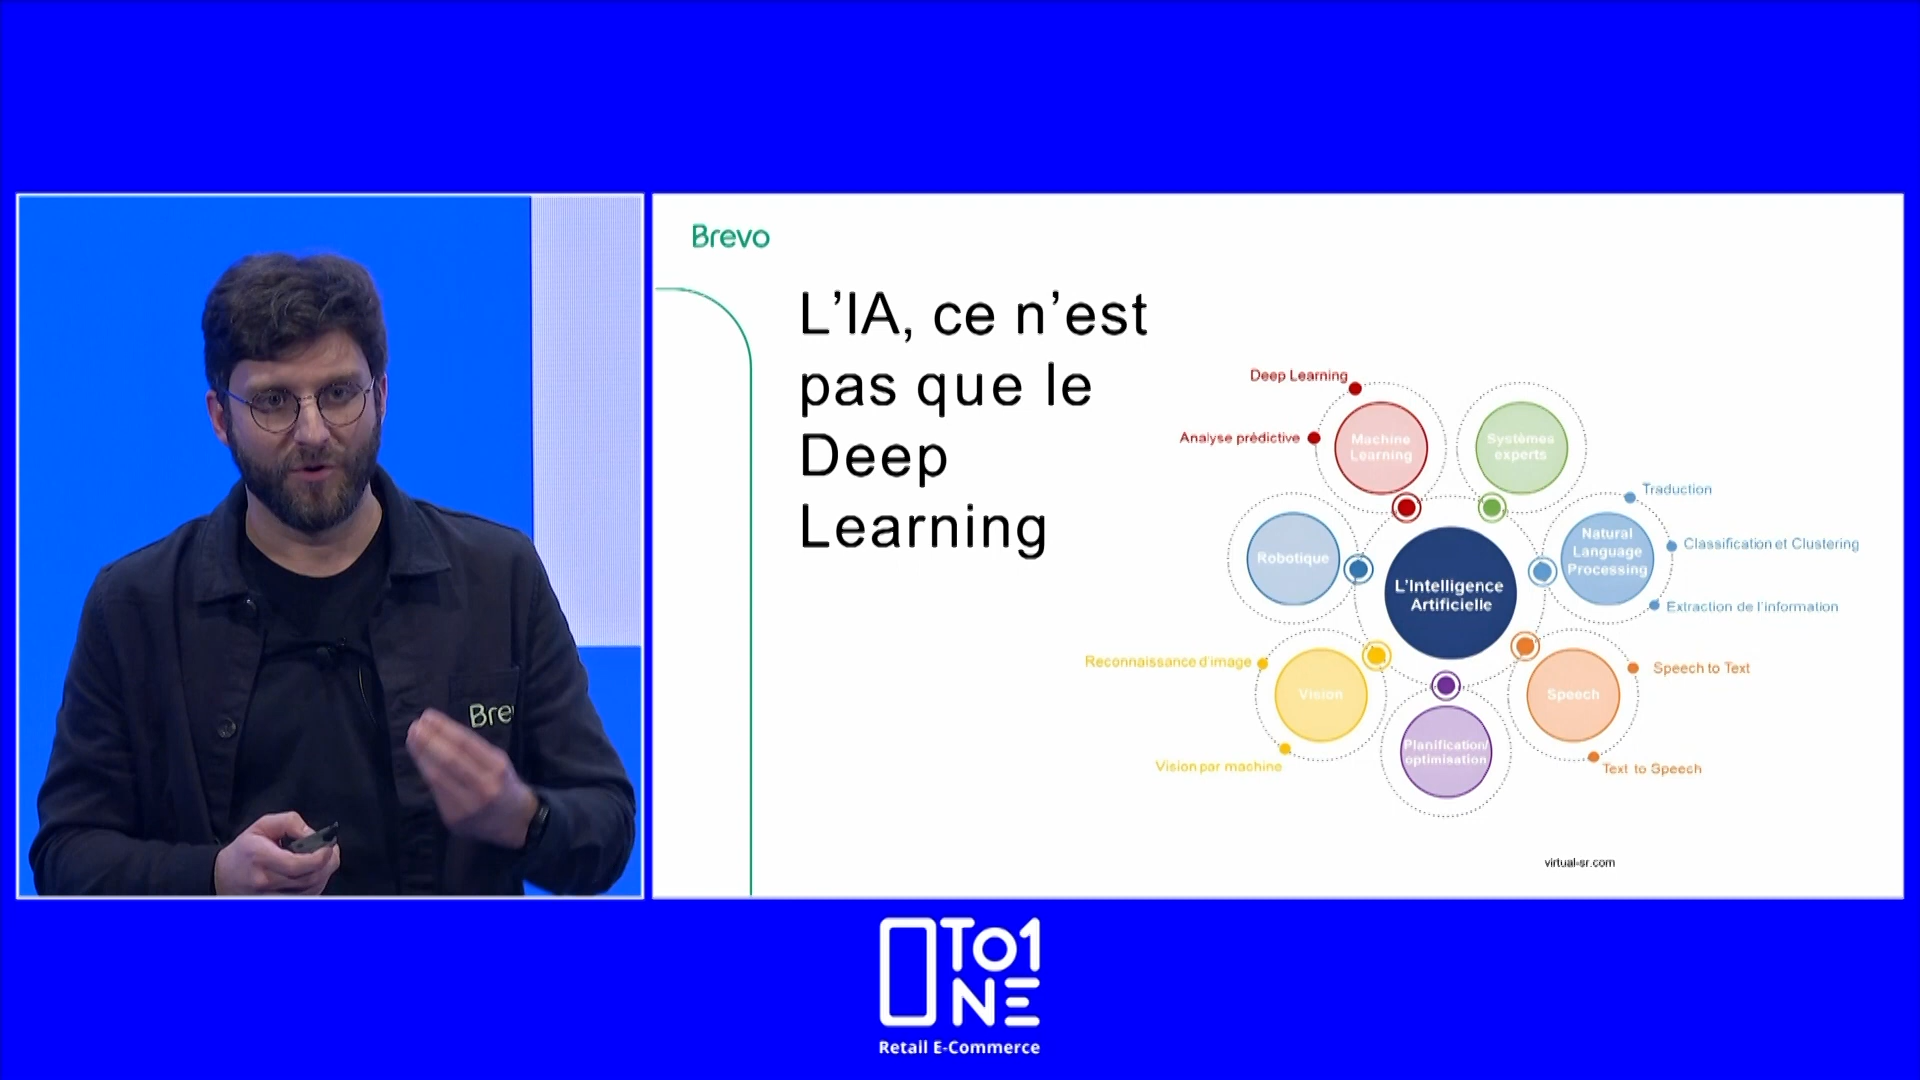 Brevo
L’IA, ce n’est
pas que le
Deep
Learning
Deep Learning
Analyse prédictive
Machine
Learning
Systèmes
experts
Traduction
Natural
Language
Processing
Classification et Clustering
Extraction de l’information
Robotique
L’Intelligence
Artificielle
Reconnaissance d’image
Vision
Vision par machine
Planification/
optimisation
Speech
Speech to Text
Text to Speech
virtual-sr.com
Bre
1TO1
NE
Retail E-Commerce